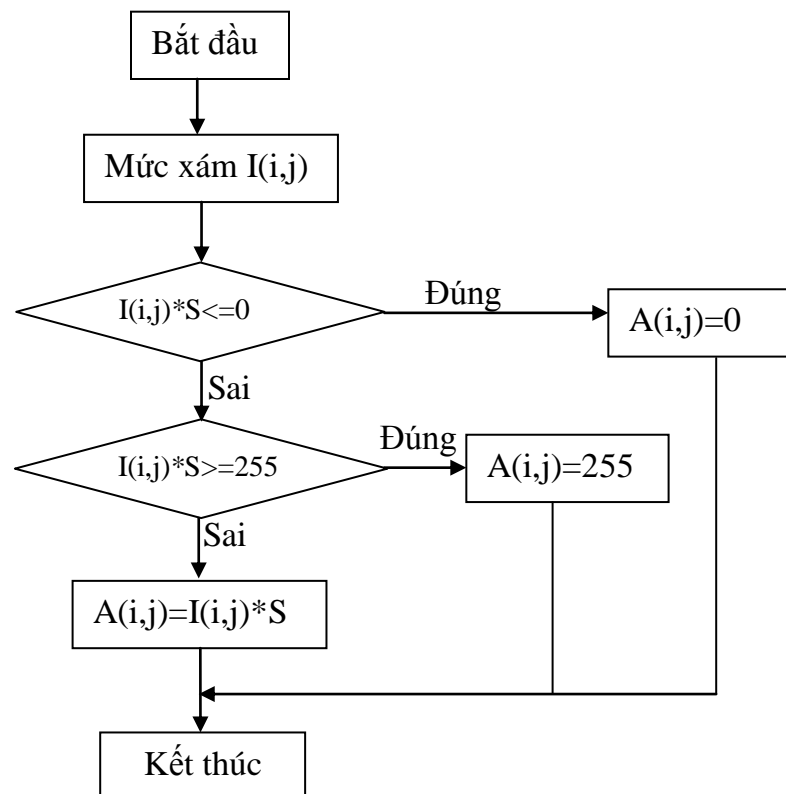 Bắt đầu
Mức xám I(i,j)
I(i,j)*S<=0
Đúng
A(i,j)=0
Sai
I(i,j)*S>=255
Đúng
A(i,j)=255
Sai
A(i,j)=I(i,j)*S
Kết thúc